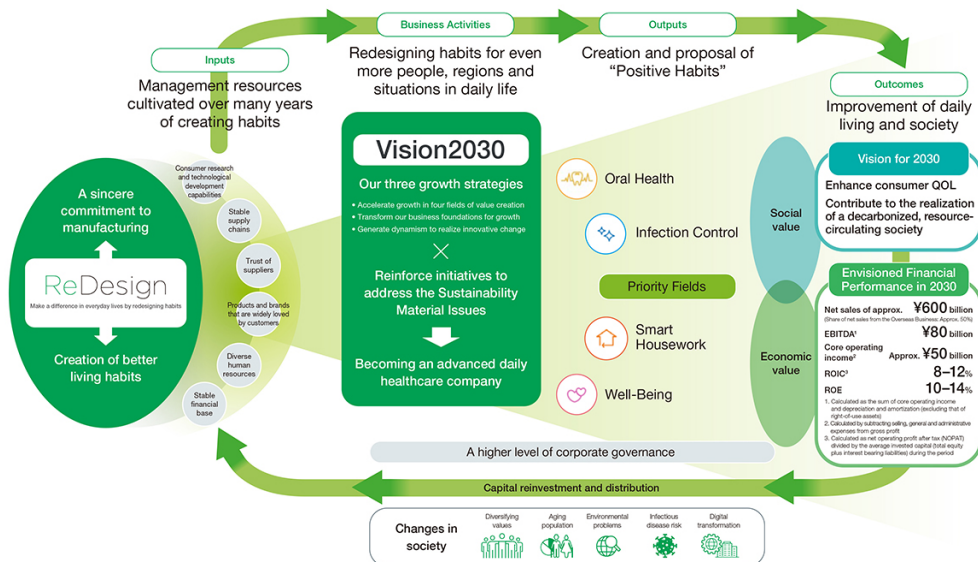 Inputs
Management resources
cultivated over many years
of creating habits
Business Activities
Redesigning habits for even
more people, regions and
situations in daily life
Outputs
Creation and proposal of
“Positive Habits”
Outcomes
Improvement of daily
living and society
A sincere
commitment to
manufacturing
ReDesign
Make a difference in everyday lives by redesigning habits
Creation of better
living habits
Consumer research
and technological
development
capabilities
Stable
supply
chains
Trust of
suppliers
Products and brands
that are widely loved
by customers
Diverse
human
resources
Stable
financial
base
Vision2030
Our three growth strategies
• Accelerate growth in four fields of value creation
• Transform our business foundations for growth
• Generate dynamism to realize innovative change
×
Reinforce initiatives to
address the Sustainability
Material Issues
Becoming an advanced daily
healthcare company
Oral Health
Infection Control
Priority Fields
Smart
Housework
Well-Being
Social
value
Economic
value
Vision for 2030
Enhance consumer QOL
Contribute to the realization
of a decarbonized, resource-
circulating society
Envisioned Financial
Performance in 2030
Net sales of approx. ¥600 billion
(Share of net sales from the Overseas Business: Approx. 50%)
EBITDA¹ ¥80 billion
Core operating
income² Approx. ¥50 billion
ROIC³ 8–12%
ROE 10–14%
1. Calculated as the sum of core operating income
and depreciation and amortization (excluding that of
right-of-use assets)
2. Calculated by subtracting selling, general and administrative
expenses from gross profit
3. Calculated as net operating profit after tax (NOPAT)
divided by the average invested capital (total equity
plus interest bearing liabilities) during the period
A higher level of corporate governance
Capital reinvestment and distribution
Changes in
society
Diversifying
values
Aging
population
Environmental
problems
Infectious
disease risk
Digital
transformation